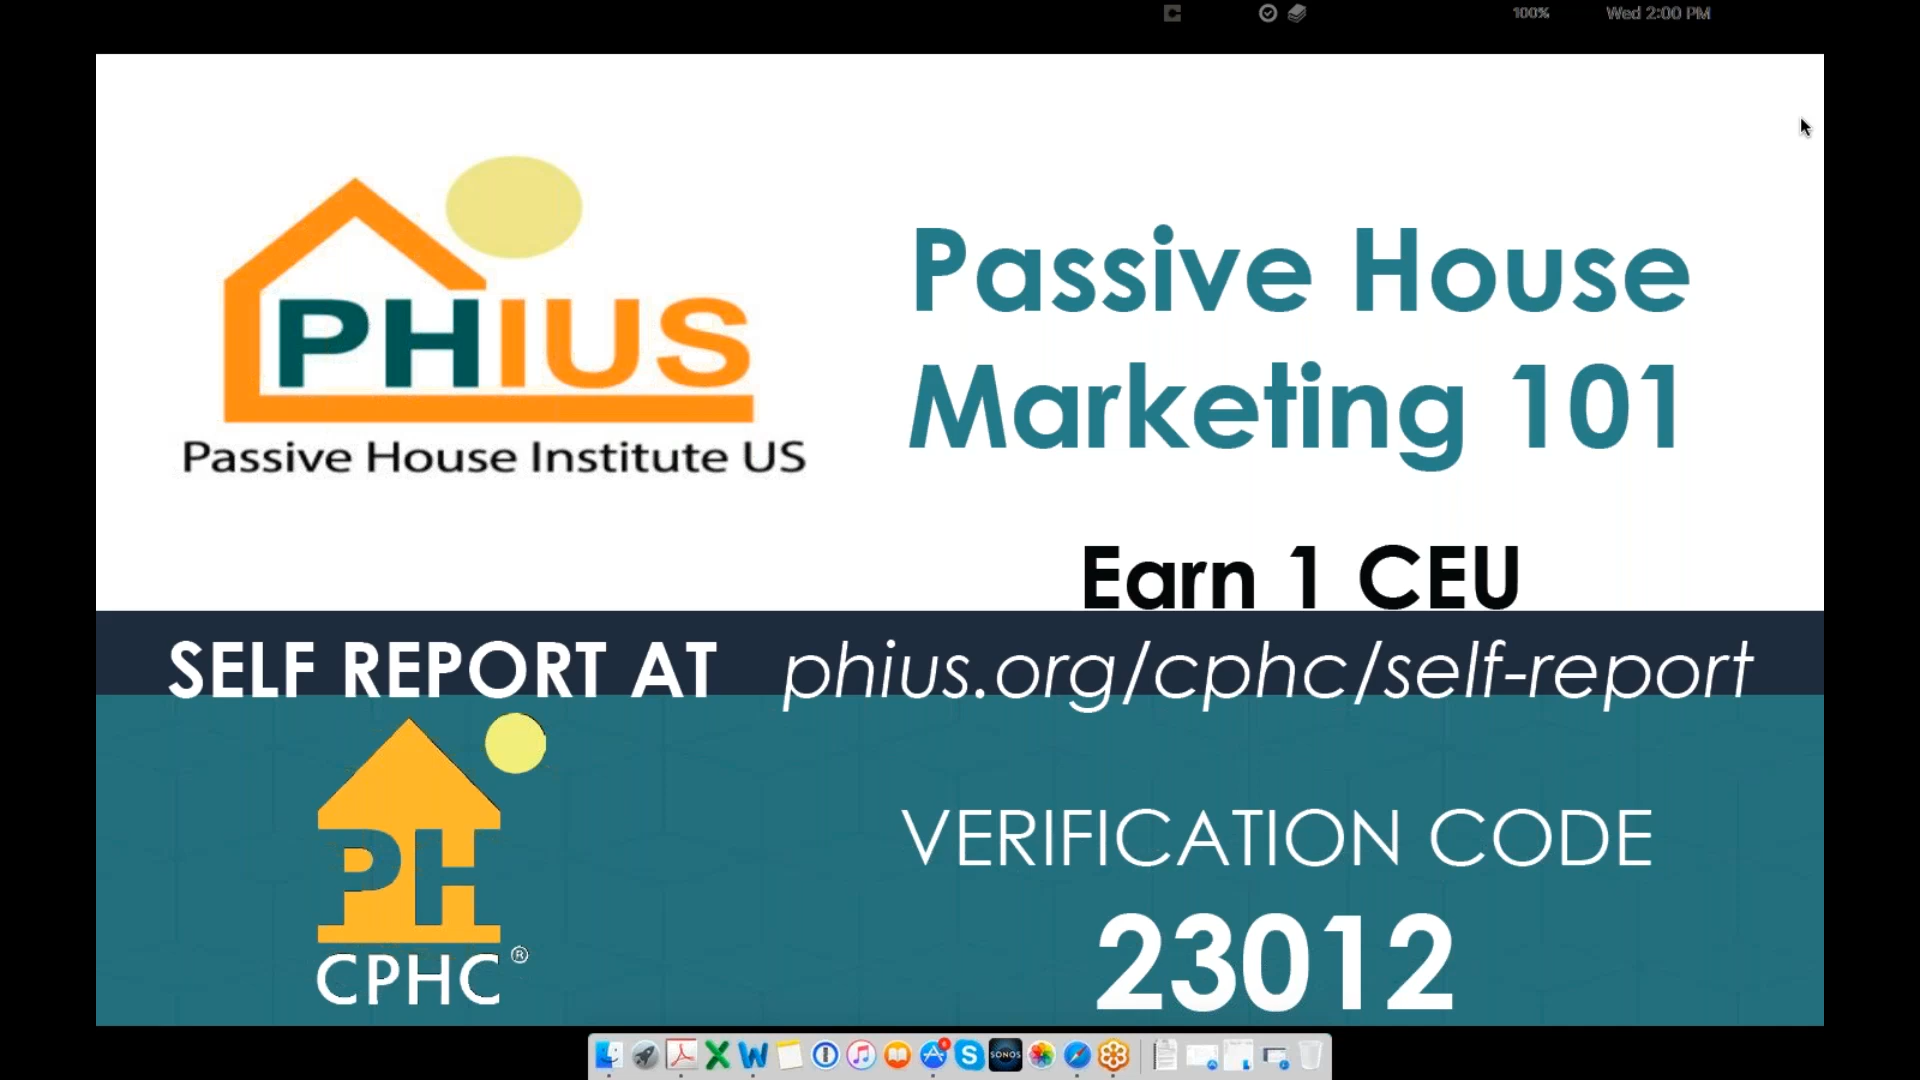 100%
Wed 2:00 PM
PHIUS
Passive House Institute US
Passive House
Marketing 101
Earn 1 CEU
SELF REPORT AT phius.org/cphc/self-report
PH
CPHC®
VERIFICATION CODE
23012
SONOS